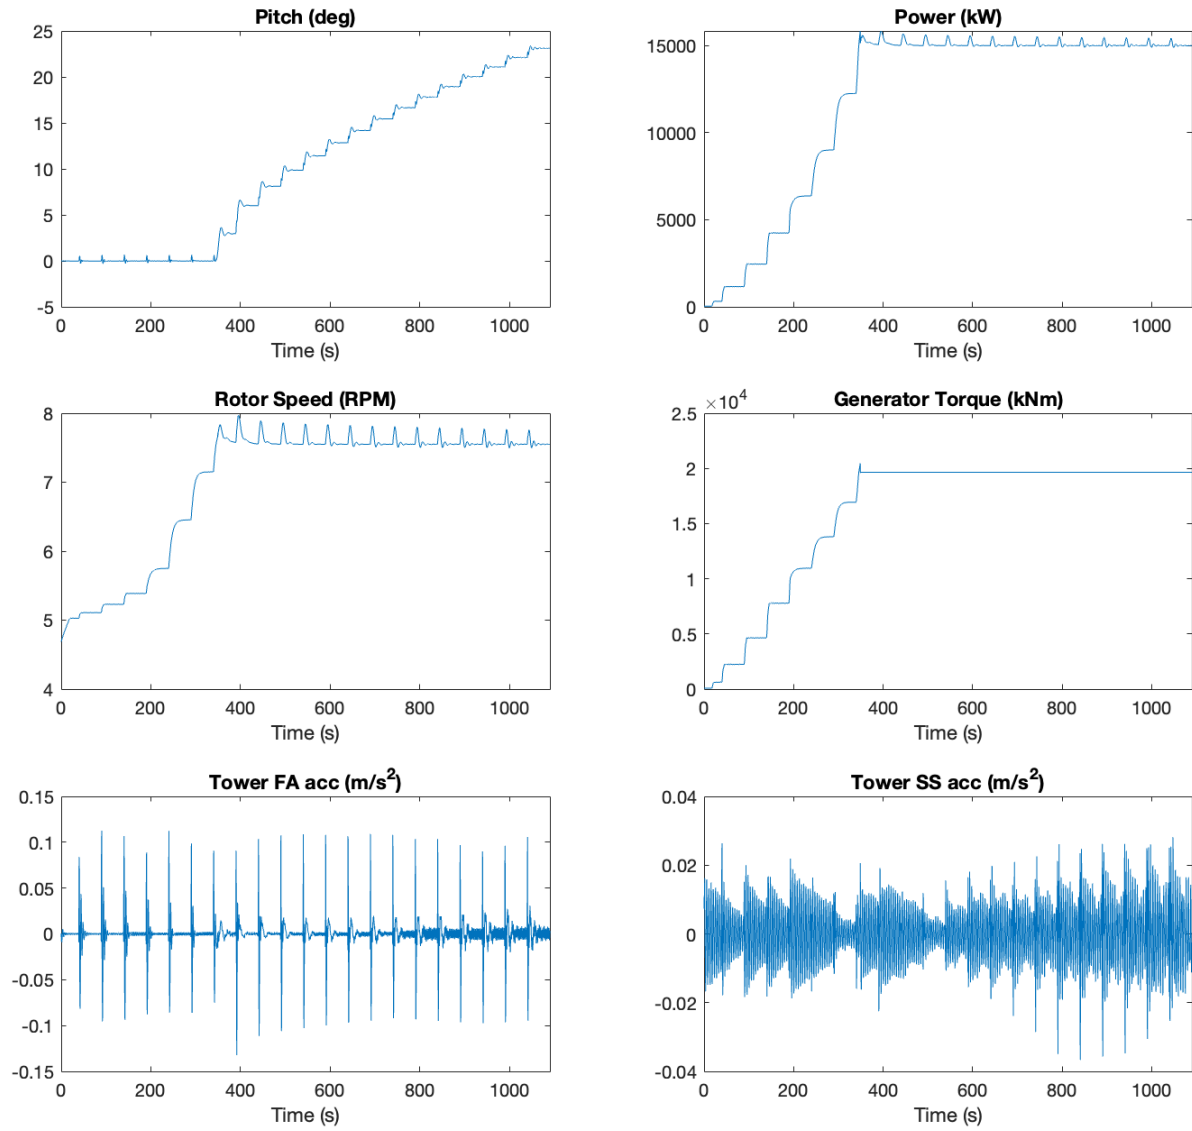 Pitch (deg)
25
20
15
10
5
0
-5
0 200 400 600 800 1000
Time (s)
Power (kW)
15000
10000
5000
0
0 200 400 600 800 1000
Time (s)
Rotor Speed (RPM)
8
7
6
5
4
0 200 400 600 800 1000
Time (s)
Generator Torque (kNm)
×10^4
2.5
2
1.5
1
0.5
0
0 200 400 600 800 1000
Time (s)
Tower FA acc (m/s^2)
0.15
0.1
0.05
0
-0.05
-0.1
-0.15
0 200 400 600 800 1000
Time (s)
Tower SS acc (m/s^2)
0.04
0.02
0
-0.02
-0.04
0 200 400 600 800 1000
Time (s)